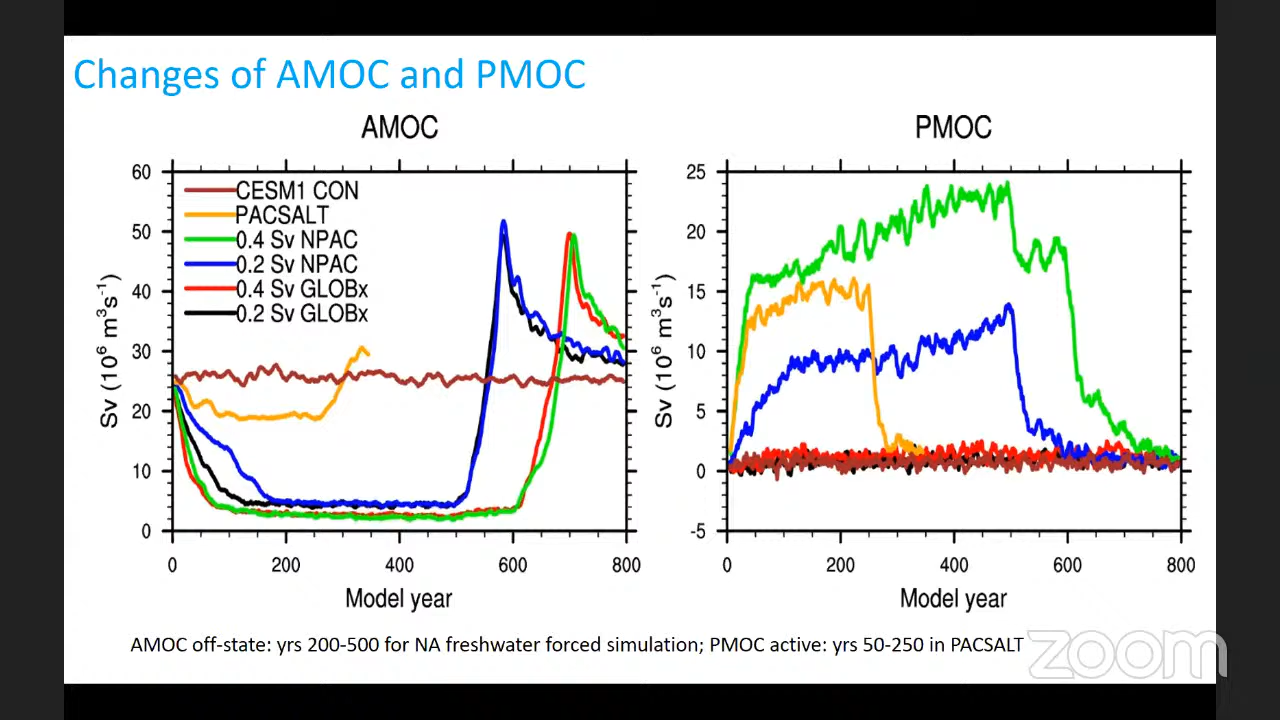 Changes of AMOC and PMOC
AMOC
60
50
40
30
20
10
0
Sv (10⁶ m³s⁻¹)
CESM1 CON
PACSALT
0.4 Sv NPAC
0.2 Sv NPAC
0.4 Sv GLOBx
0.2 Sv GLOBx
0 200 400 600 800
Model year
PMOC
25
20
15
10
5
0
-5
Sv (10⁶ m³s⁻¹)
0 200 400 600 800
Model year
AMOC off-state: yrs 200-500 for NA freshwater forced simulation; PMOC active: yrs 50-250 in PACSALT
zoom